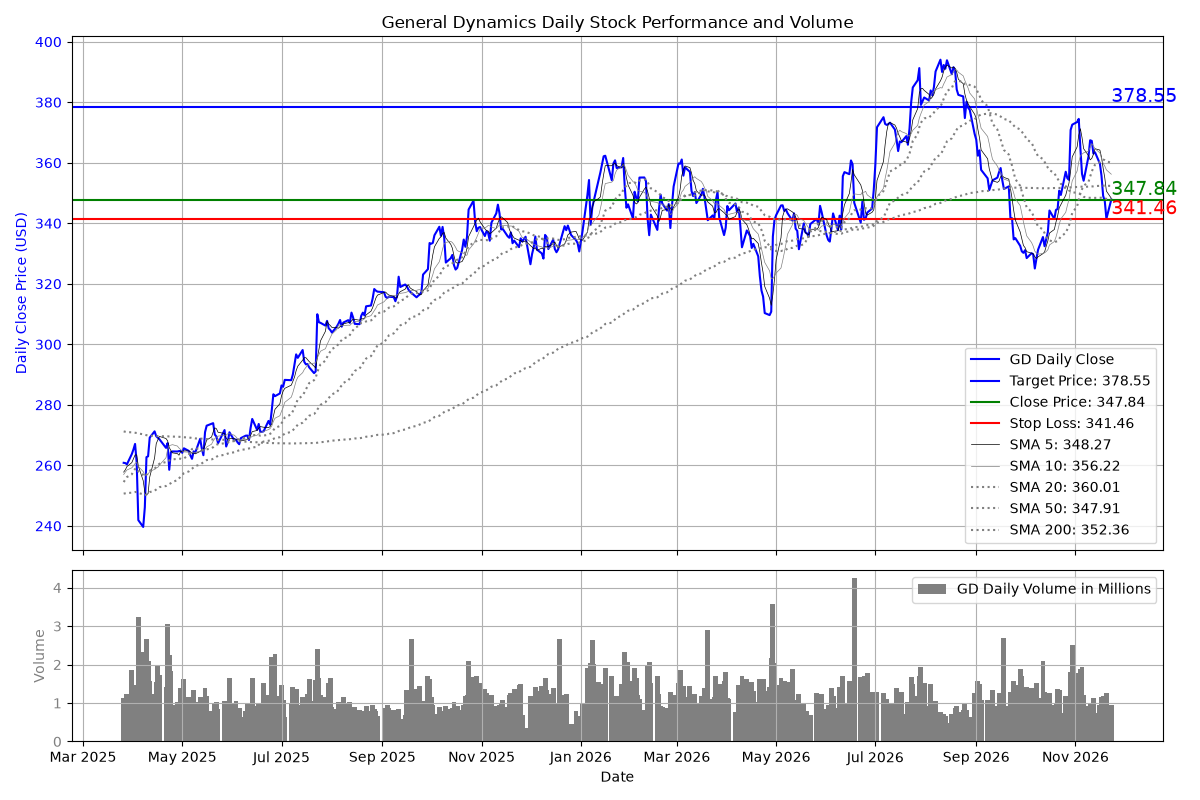 General Dynamics Daily Stock Performance and Volume
400
380
360
340
320
300
280
260
240
Daily Close Price (USD)
378.55
347.84
341.46
GD Daily Close
Target Price: 378.55
Close Price: 347.84
Stop Loss: 341.46
SMA 5: 348.27
SMA 10: 356.22
SMA 20: 360.01
SMA 50: 347.91
SMA 200: 352.36
4
3
2
1
0
Volume
GD Daily Volume in Millions
Mar 2025 May 2025 Jul 2025 Sep 2025 Nov 2025 Jan 2026 Mar 2026 May 2026 Jul 2026 Sep 2026 Nov 2026
Date